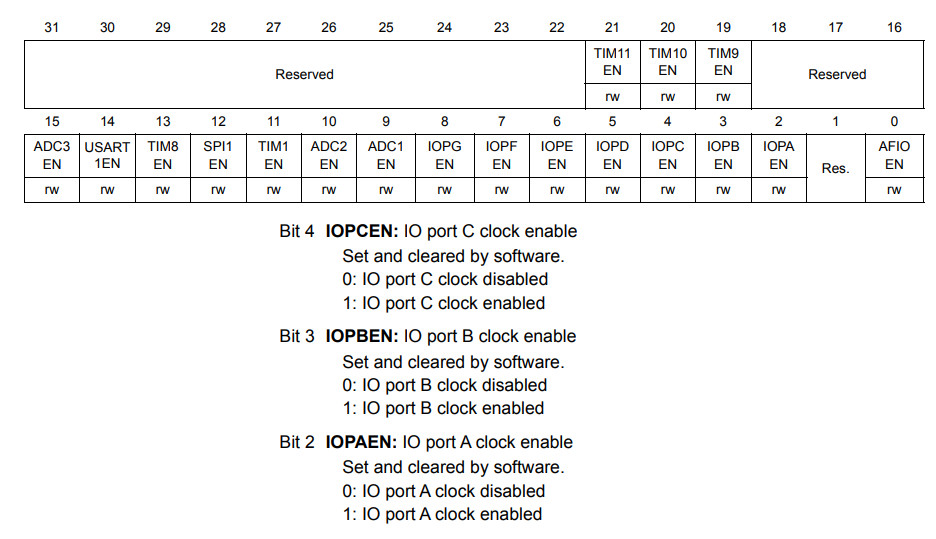 31 30 29 28 27 26 25 24 23 22 21 20 19 18 17 16
Reserved TIM11 EN TIM10 EN TIM9 EN Reserved
rw rw rw
15 14 13 12 11 10 9 8 7 6 5 4 3 2 1 0
ADC3 EN USART 1EN TIM8 EN SPI1 EN TIM1 EN ADC2 EN ADC1 EN IOPG EN IOPF EN IOPE EN IOPD EN IOPC EN IOPB EN IOPA EN Res. AFIO EN
rw rw rw rw rw rw rw rw rw rw rw rw rw rw rw
Bit 4 IOPCEN: IO port C clock enable
Set and cleared by software.
0: IO port C clock disabled
1: IO port C clock enabled
Bit 3 IOPBEN: IO port B clock enable
Set and cleared by software.
0: IO port B clock disabled
1: IO port B clock enabled
Bit 2 IOPAEN: IO port A clock enable
Set and cleared by software.
0: IO port A clock disabled
1: IO port A clock enabled